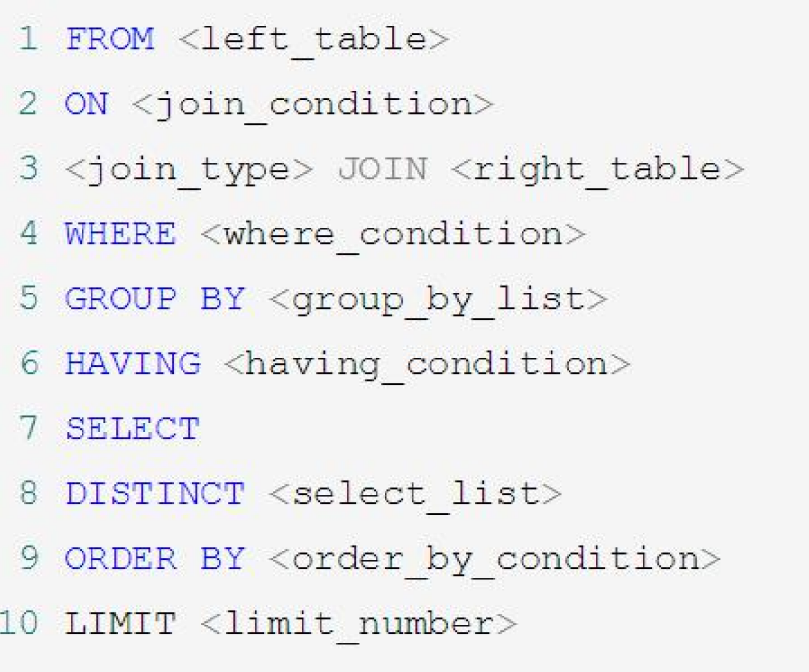 1 FROM <left_table>
2 ON <join_condition>
3 <join_type> JOIN <right_table>
4 WHERE <where_condition>
5 GROUP BY <group_by_list>
6 HAVING <having_condition>
7 SELECT
8 DISTINCT <select_list>
9 ORDER BY <order_by_condition>
10 LIMIT <limit_number>